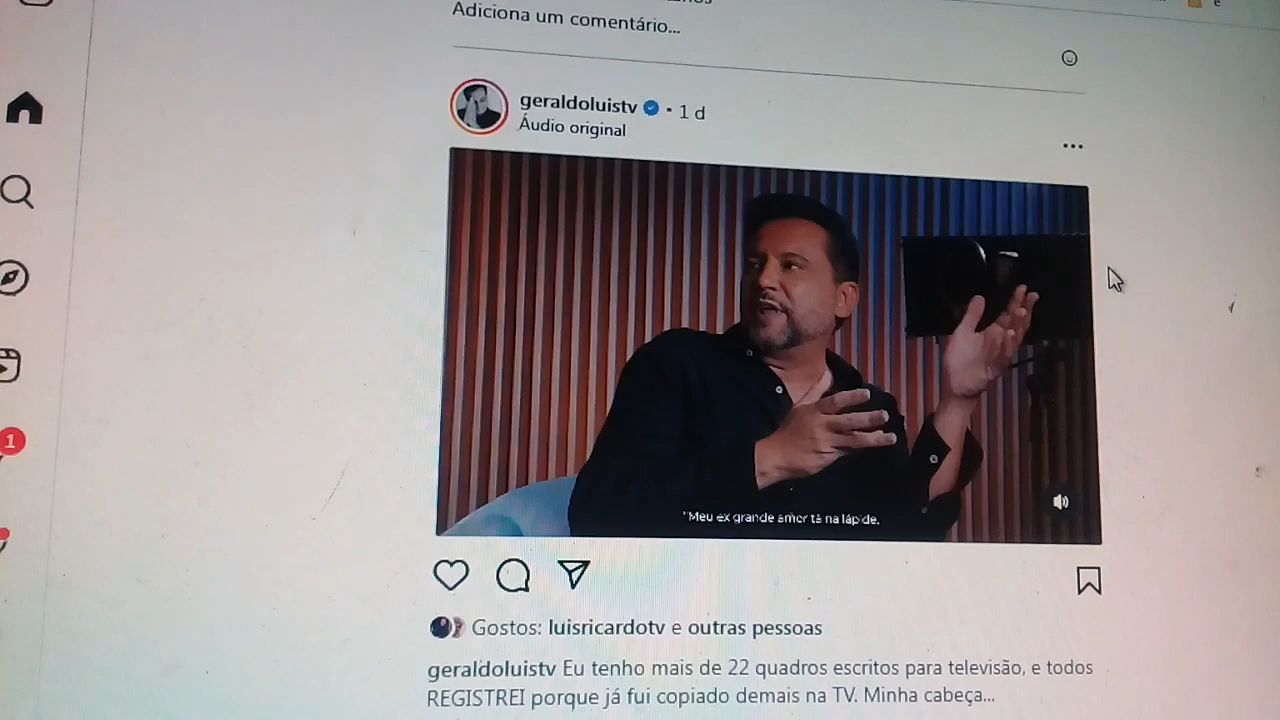 Adiciona um comentário...
geraldoluistv • 1 d
Áudio original
"Meu ex grande amor tá na lápide.
Gostos: luisricardotv e outras pessoas
geraldoluistv Eu tenho mais de 22 quadros escritos para televisão, e todos
REGISTREI porque já fui copiado demais na TV. Minha cabeça...
1